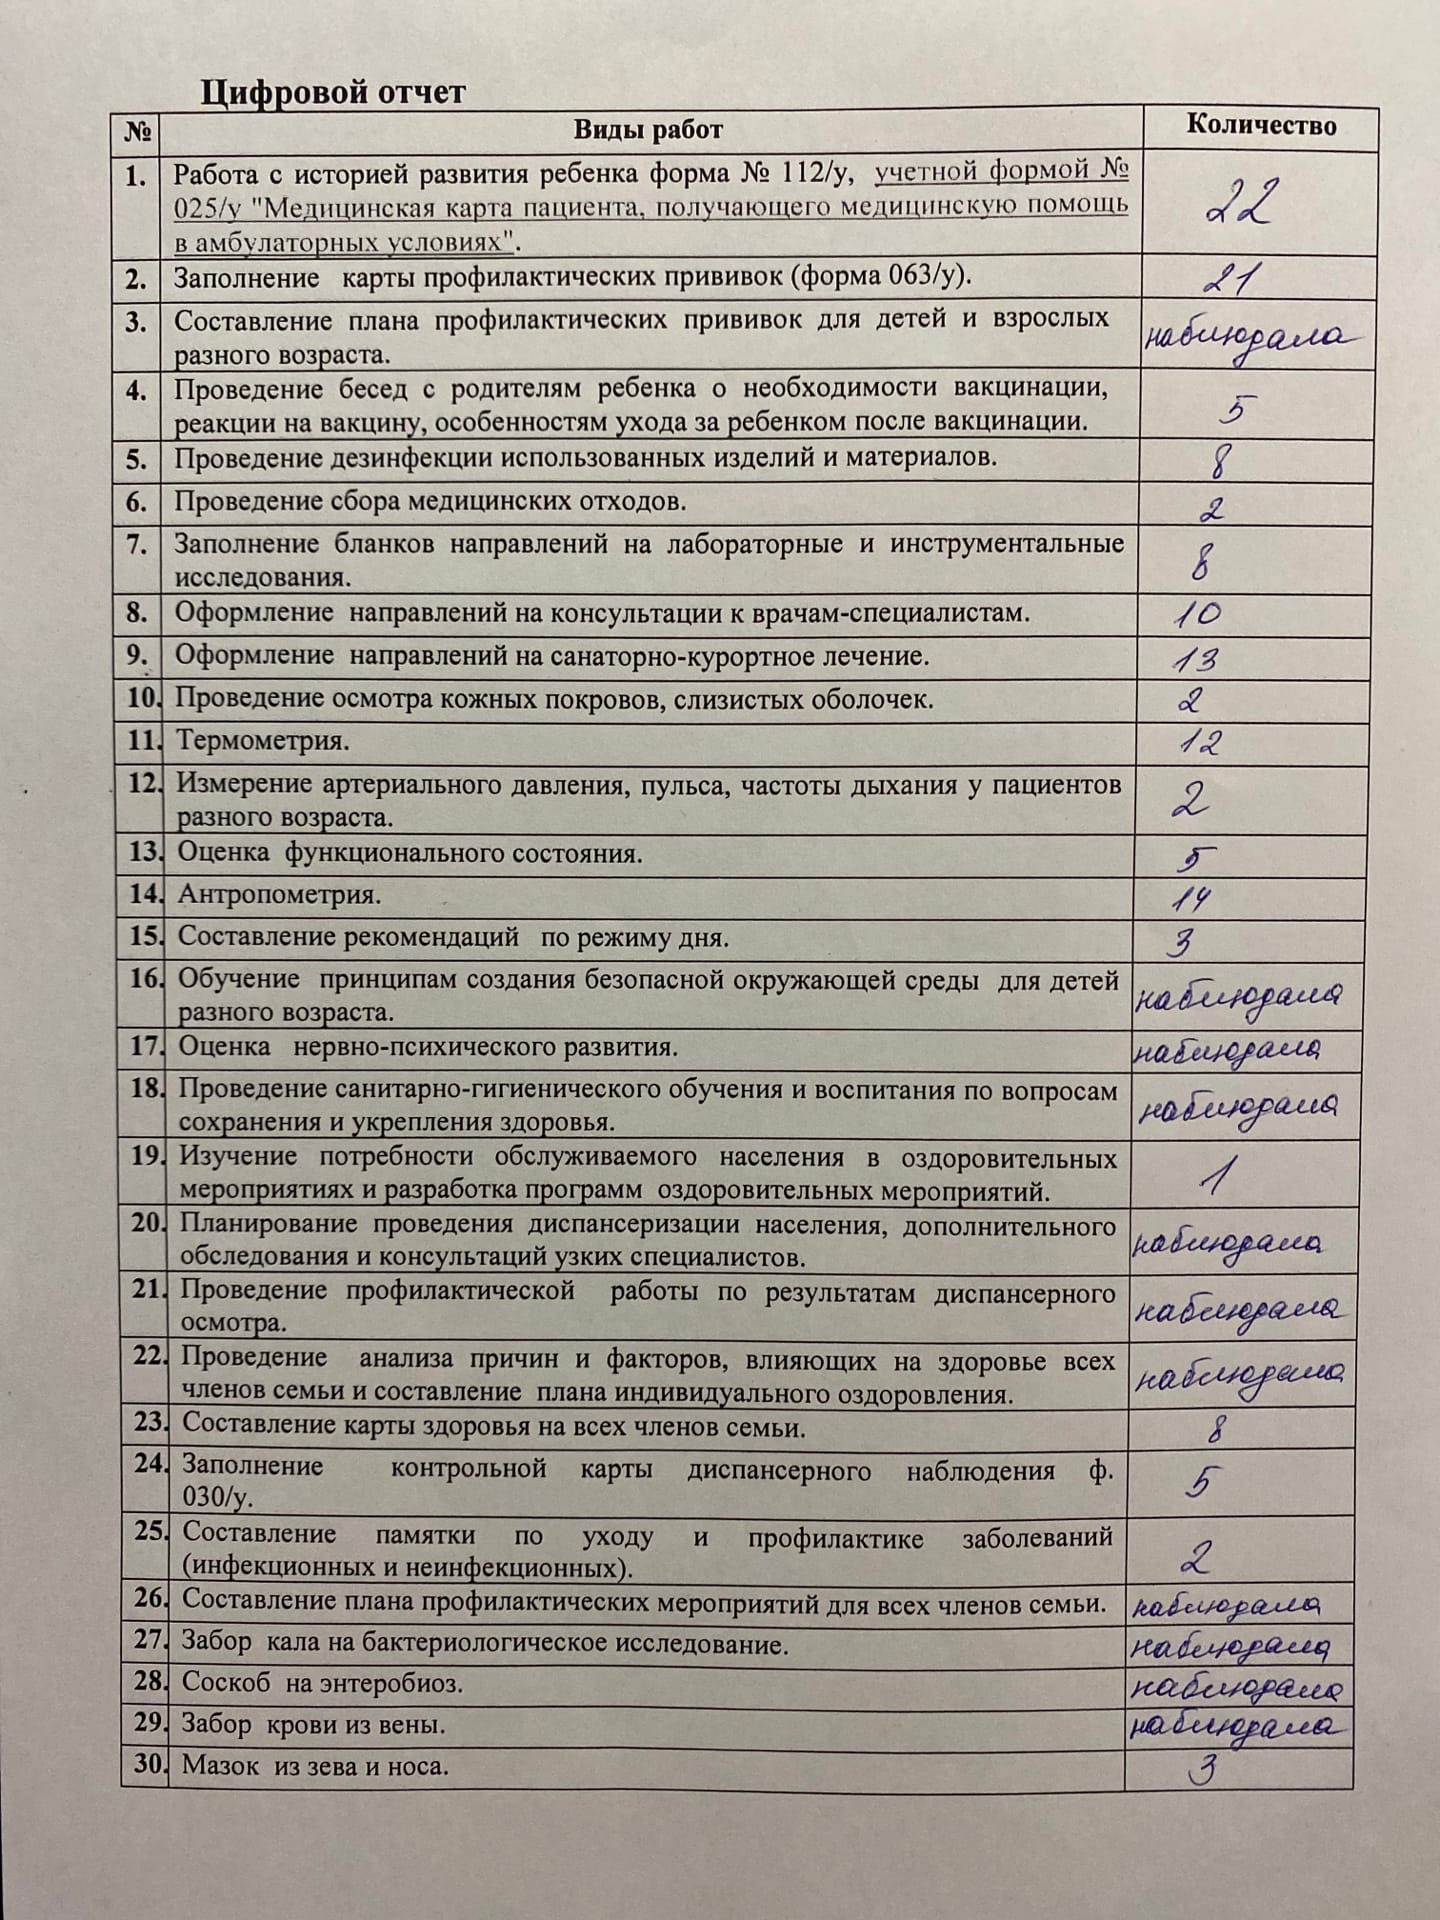 Цифровой отчет
№ Виды работ Количество
1. Работа с историей развития ребенка форма № 112/у, учетной формой №
025/у "Медицинская карта пациента, получающего медицинскую помощь
в амбулаторных условиях". 22
2. Заполнение карты профилактических прививок (форма 063/у). 21
3. Составление плана профилактических прививок для детей и взрослых
разного возраста. наблюдала
4. Проведение бесед с родителям ребенка о необходимости вакцинации,
реакции на вакцину, особенностям ухода за ребенком после вакцинации. 5
5. Проведение дезинфекции использованных изделий и материалов. 8
6. Проведение сбора медицинских отходов. 2
7. Заполнение бланков направлений на лабораторные и инструментальные
исследования. 8
8. Оформление направлений на консультации к врачам-специалистам. 10
9. Оформление направлений на санаторно-курортное лечение. 13
10. Проведение осмотра кожных покровов, слизистых оболочек. 2
11. Термометрия. 12
12. Измерение артериального давления, пульса, частоты дыхания у пациентов
разного возраста. 2
13. Оценка функционального состояния. 5
14. Антропометрия. 14
15. Составление рекомендаций по режиму дня. 3
16. Обучение принципам создания безопасной окружающей среды для детей
разного возраста. наблюдала
17. Оценка нервно-психического развития. наблюдала
18. Проведение санитарно-гигиенического обучения и воспитания по вопросам
сохранения и укрепления здоровья. наблюдала
19. Изучение потребности обслуживаемого населения в оздоровительных
мероприятиях и разработка программ оздоровительных мероприятий. 1
20. Планирование проведения диспансеризации населения, дополнительного
обследования и консультаций узких специалистов. наблюдала
21. Проведение профилактической работы по результатам диспансерного
осмотра. наблюдала
22. Проведение анализа причин и факторов, влияющих на здоровье всех
членов семьи и составление плана индивидуального оздоровления. наблюдала
23. Составление карты здоровья на всех членов семьи. 8
24. Заполнение контрольной карты диспансерного наблюдения ф.
030/у. 5
25. Составление памятки по уходу и профилактике заболеваний
(инфекционных и неинфекционных). 2
26. Составление плана профилактических мероприятий для всех членов семьи. наблюдала
27. Забор кала на бактериологическое исследование. наблюдала
28. Соскоб на энтеробиоз. наблюдала
29. Забор крови из вены. наблюдала
30. Мазок из зева и носа. 3